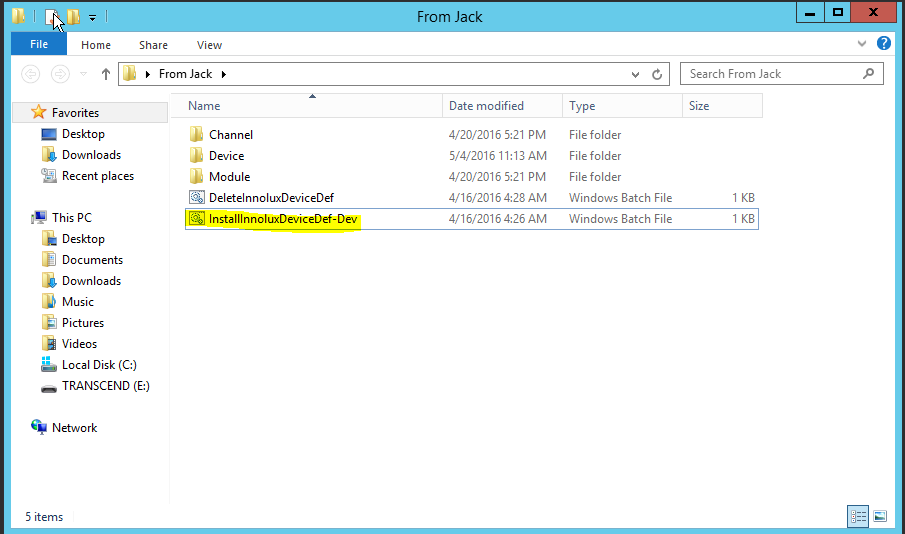 From Jack
File Home Share View
From Jack
Search From Jack
Name Date modified Type Size
Favorites
Desktop
Downloads
Recent places
This PC
Desktop
Documents
Downloads
Music
Pictures
Videos
Local Disk (C:)
TRANSCEND (E:)
Network
Channel 4/20/2016 5:21 PM File folder
Device 5/4/2016 11:13 AM File folder
Module 4/20/2016 5:21 PM File folder
DeleteInnoluxDeviceDef 4/16/2016 4:28 AM Windows Batch File 1 KB
InstallInnoluxDeviceDef-Dev 4/16/2016 4:26 AM Windows Batch File 1 KB
5 items